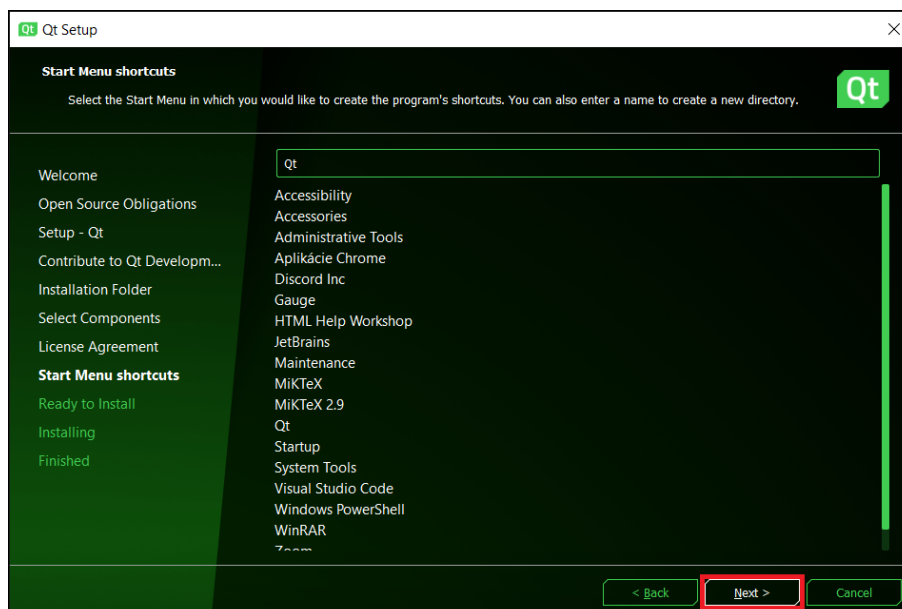 Qt Qt Setup
Start Menu shortcuts
Select the Start Menu in which you would like to create the program's shortcuts. You can also enter a name to create a new directory.
Qt
Welcome
Open Source Obligations
Setup - Qt
Contribute to Qt Developm...
Installation Folder
Select Components
License Agreement
Start Menu shortcuts
Ready to Install
Installing
Finished
Qt
Accessibility
Accessories
Administrative Tools
Aplikácie Chrome
Discord Inc
Gauge
HTML Help Workshop
JetBrains
Maintenance
MiKTeX
MiKTeX 2.9
Qt
Startup
System Tools
Visual Studio Code
Windows PowerShell
WinRAR
Zoom
< Back
Next >
Cancel